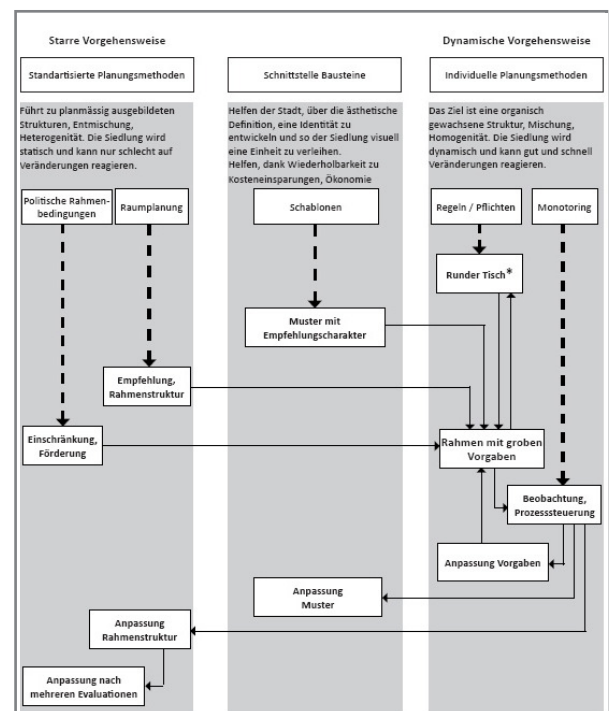 Starre Vorgehensweise
Dynamische Vorgehensweise
Standartisierte Planungsmethoden
Schnittstelle Bausteine
Individuelle Planungsmethoden
Führt zu planmässig ausgebildeten
Strukturen, Entmischung,
Heterogenität. Die Siedlung wird
statisch und kann nur schlecht auf
Veränderungen reagieren.
Helfen der Stadt, über die ästhetische
Definition, eine Identität zu
entwickeln und so der Siedlung visuell
eine Einheit zu verleihen.
Helfen, dank Wiederholbarkeit zu
Kosteneinsparungen, Ökonomie
Das Ziel ist eine organisch
gewachsene Struktur, Mischung,
Homogenität. Die Siedlung wird
dynamisch und kann gut und schnell
Veränderungen reagieren.
Politische Rahmen-
bedingungen
Raumplanung
Schablonen
Regeln / Pflichten
Monotoring
Runder Tisch*
Muster mit
Empfehlungscharakter
Empfehlung,
Rahmenstruktur
Einschränkung,
Förderung
Rahmen mit groben
Vorgaben
Beobachtung,
Prozesssteuerung
Anpassung Vorgaben
Anpassung
Muster
Anpassung
Rahmenstruktur
Anpassung nach
mehreren Evaluationen